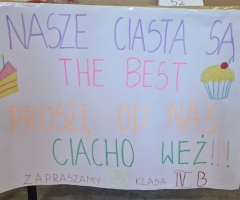 NASZE CIASTA SĄ
THE BEST
PROSZĘ OD NAS
CIACHO WEŹ!!!
ZAPRASZAMY KLASA IV B